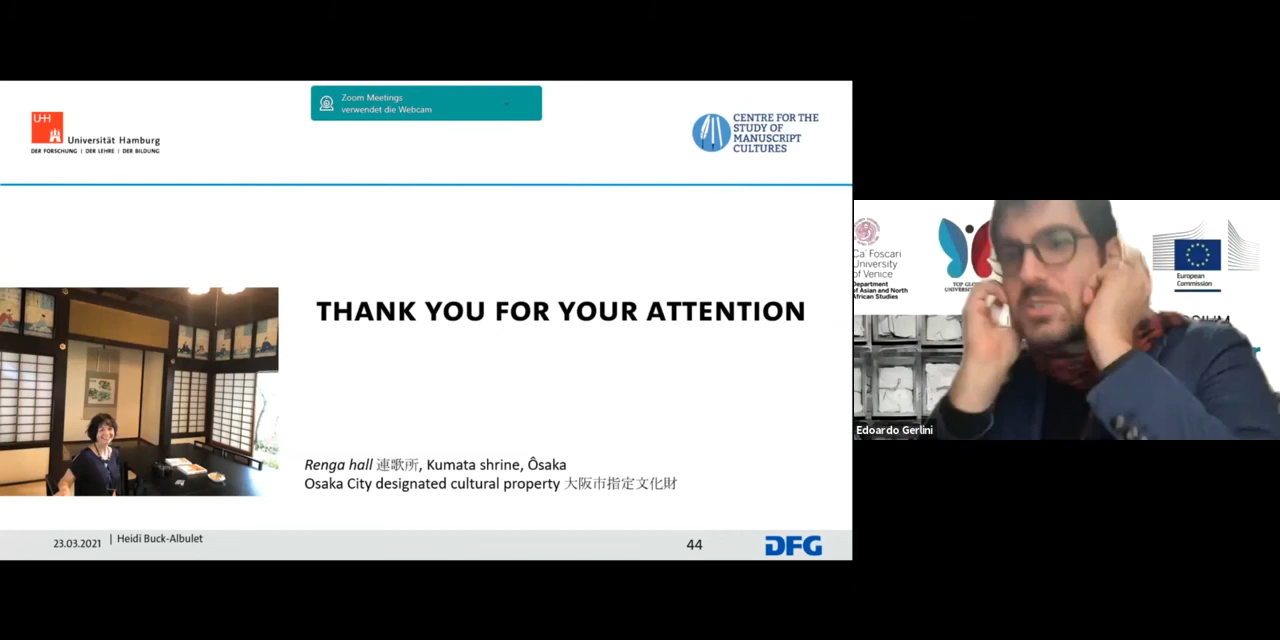 Zoom Meetings
verwendet die Webcam
UHH
Universität Hamburg
DER FORSCHUNG | DER LEHRE | DER BILDUNG
CENTRE FOR THE
STUDY OF
MANUSCRIPT
CULTURES
THANK YOU FOR YOUR ATTENTION
Renga hall 連歌所, Kumata shrine, Ôsaka
Osaka City designated cultural property 大阪市指定文化財
23.03.2021 | Heidi Buck-Albulet
44
DFG
Ca' Foscari
University
of Venice
Department
of Asian and North
African Studies
TOP
European
Commission
Edoardo Gerlini